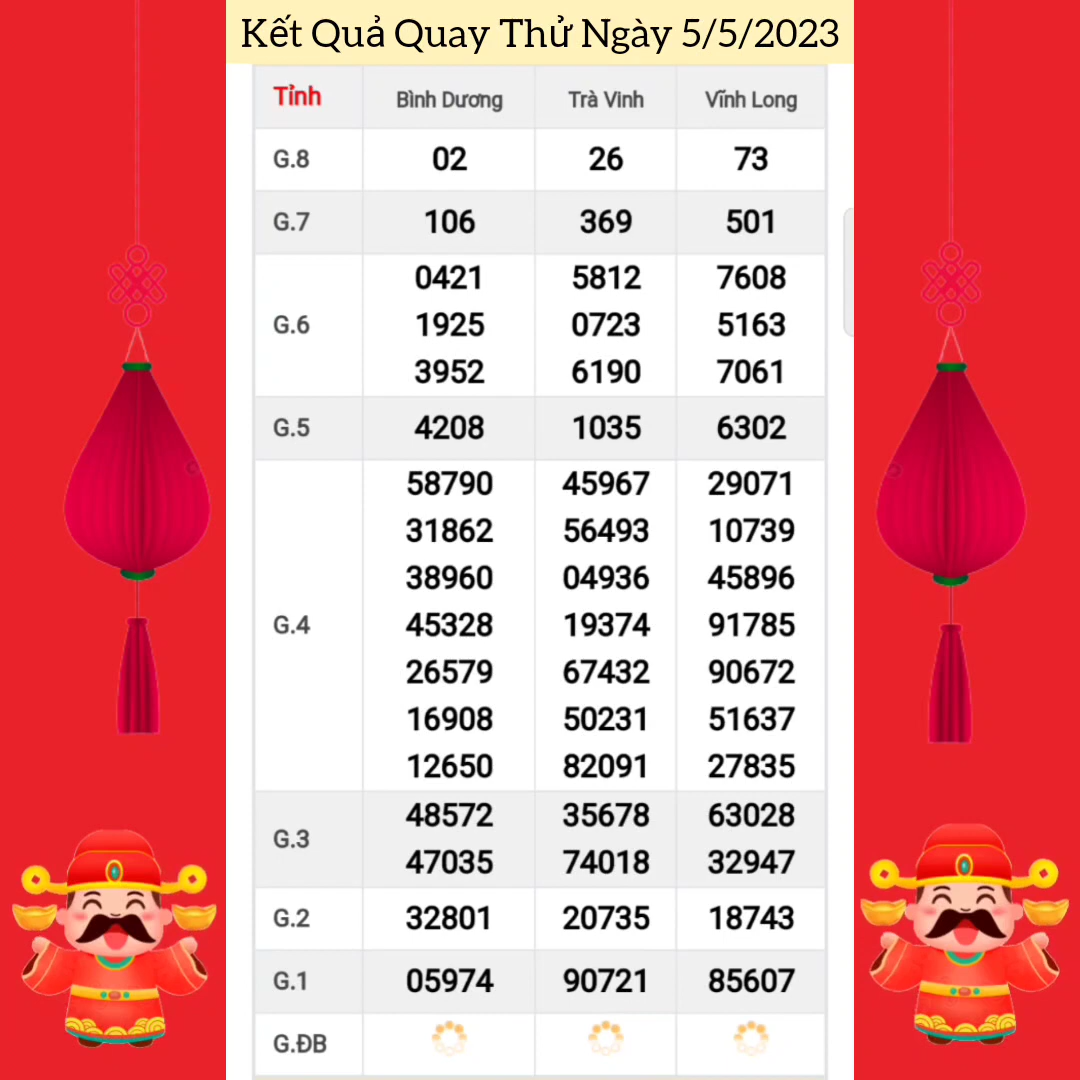 Kết Quả Quay Thử Ngày 5/5/2023
Tỉnh Bình Dương Trà Vinh Vĩnh Long
G.8 02 26 73
G.7 106 369 501
0421 5812 7608
G.6 1925 0723 5163
3952 6190 7061
G.5 4208 1035 6302
58790 45967 29071
31862 56493 10739
38960 04936 45896
G.4 45328 19374 91785
26579 67432 90672
16908 50231 51637
12650 82091 27835
48572 35678 63028
G.3
47035 74018 32947
G.2 32801 20735 18743
G.1 05974 90721 85607
G.ĐB